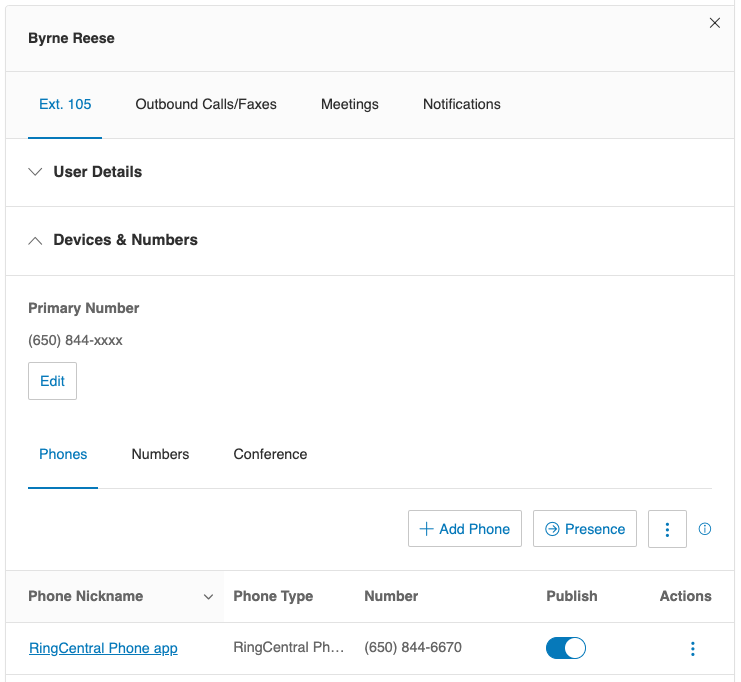 Byrne Reese
Ext. 105 Outbound Calls/Faxes Meetings Notifications
User Details
Devices & Numbers
Primary Number
(650) 844-xxxx
Edit
Phones Numbers Conference
Add Phone Presence
Phone Nickname Phone Type Number Publish Actions
RingCentral Phone app RingCentral Ph... (650) 844-6670